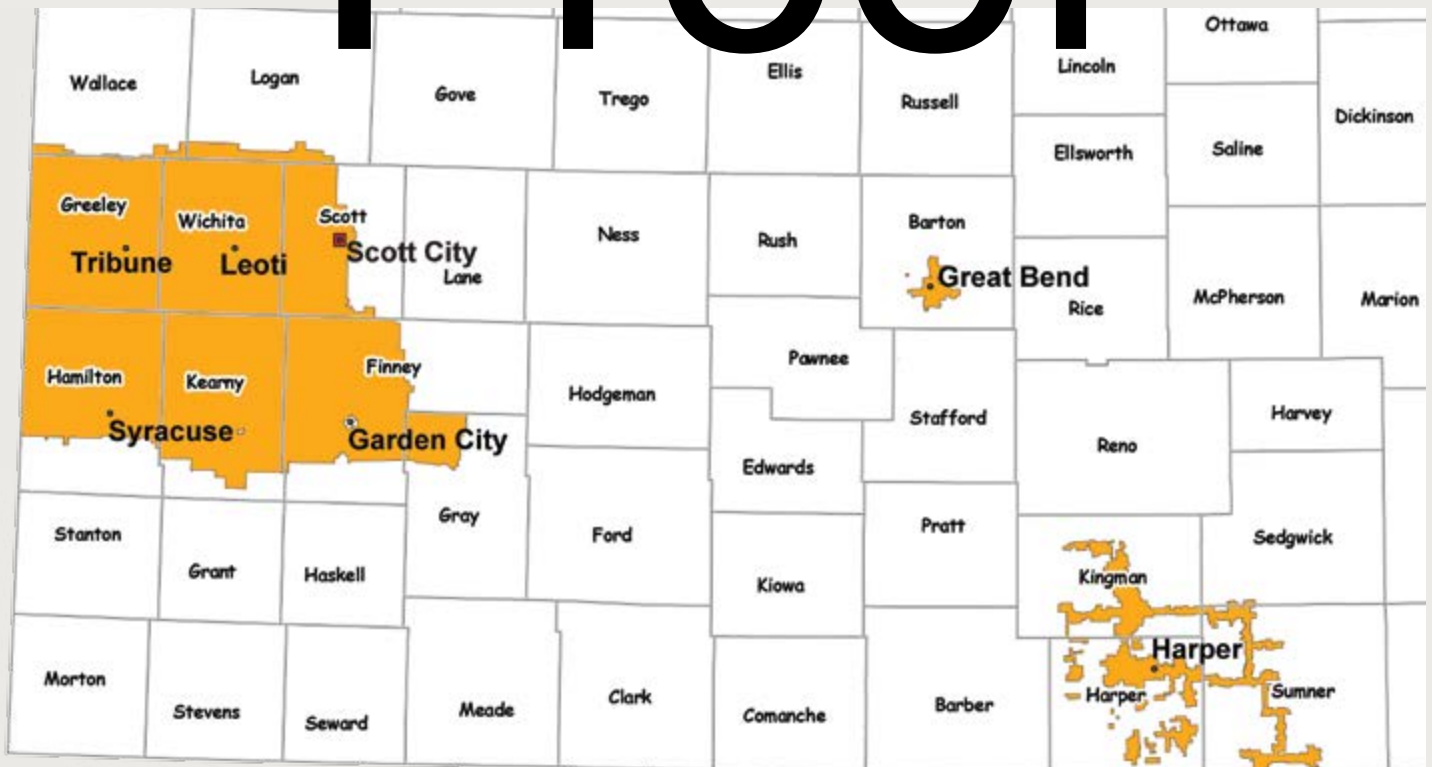 Proof
Ottawa
Wallace
Logan
Gove
Trego
Ellis
Russell
Lincoln
Dickinson
Ellsworth
Saline
Greeley
Wichita
Scott
Tribune
Leoti
Scott City
Lane
Ness
Rush
Barton
Great Bend
Rice
McPherson
Marion
Hamilton
Kearny
Finney
Syracuse
Garden City
Hodgeman
Pawnee
Stafford
Edwards
Reno
Harvey
Stanton
Grant
Haskell
Gray
Ford
Kiowa
Pratt
Kingman
Sedgwick
Morton
Stevens
Seward
Meade
Clark
Comanche
Barber
Harper
Harper
Sumner